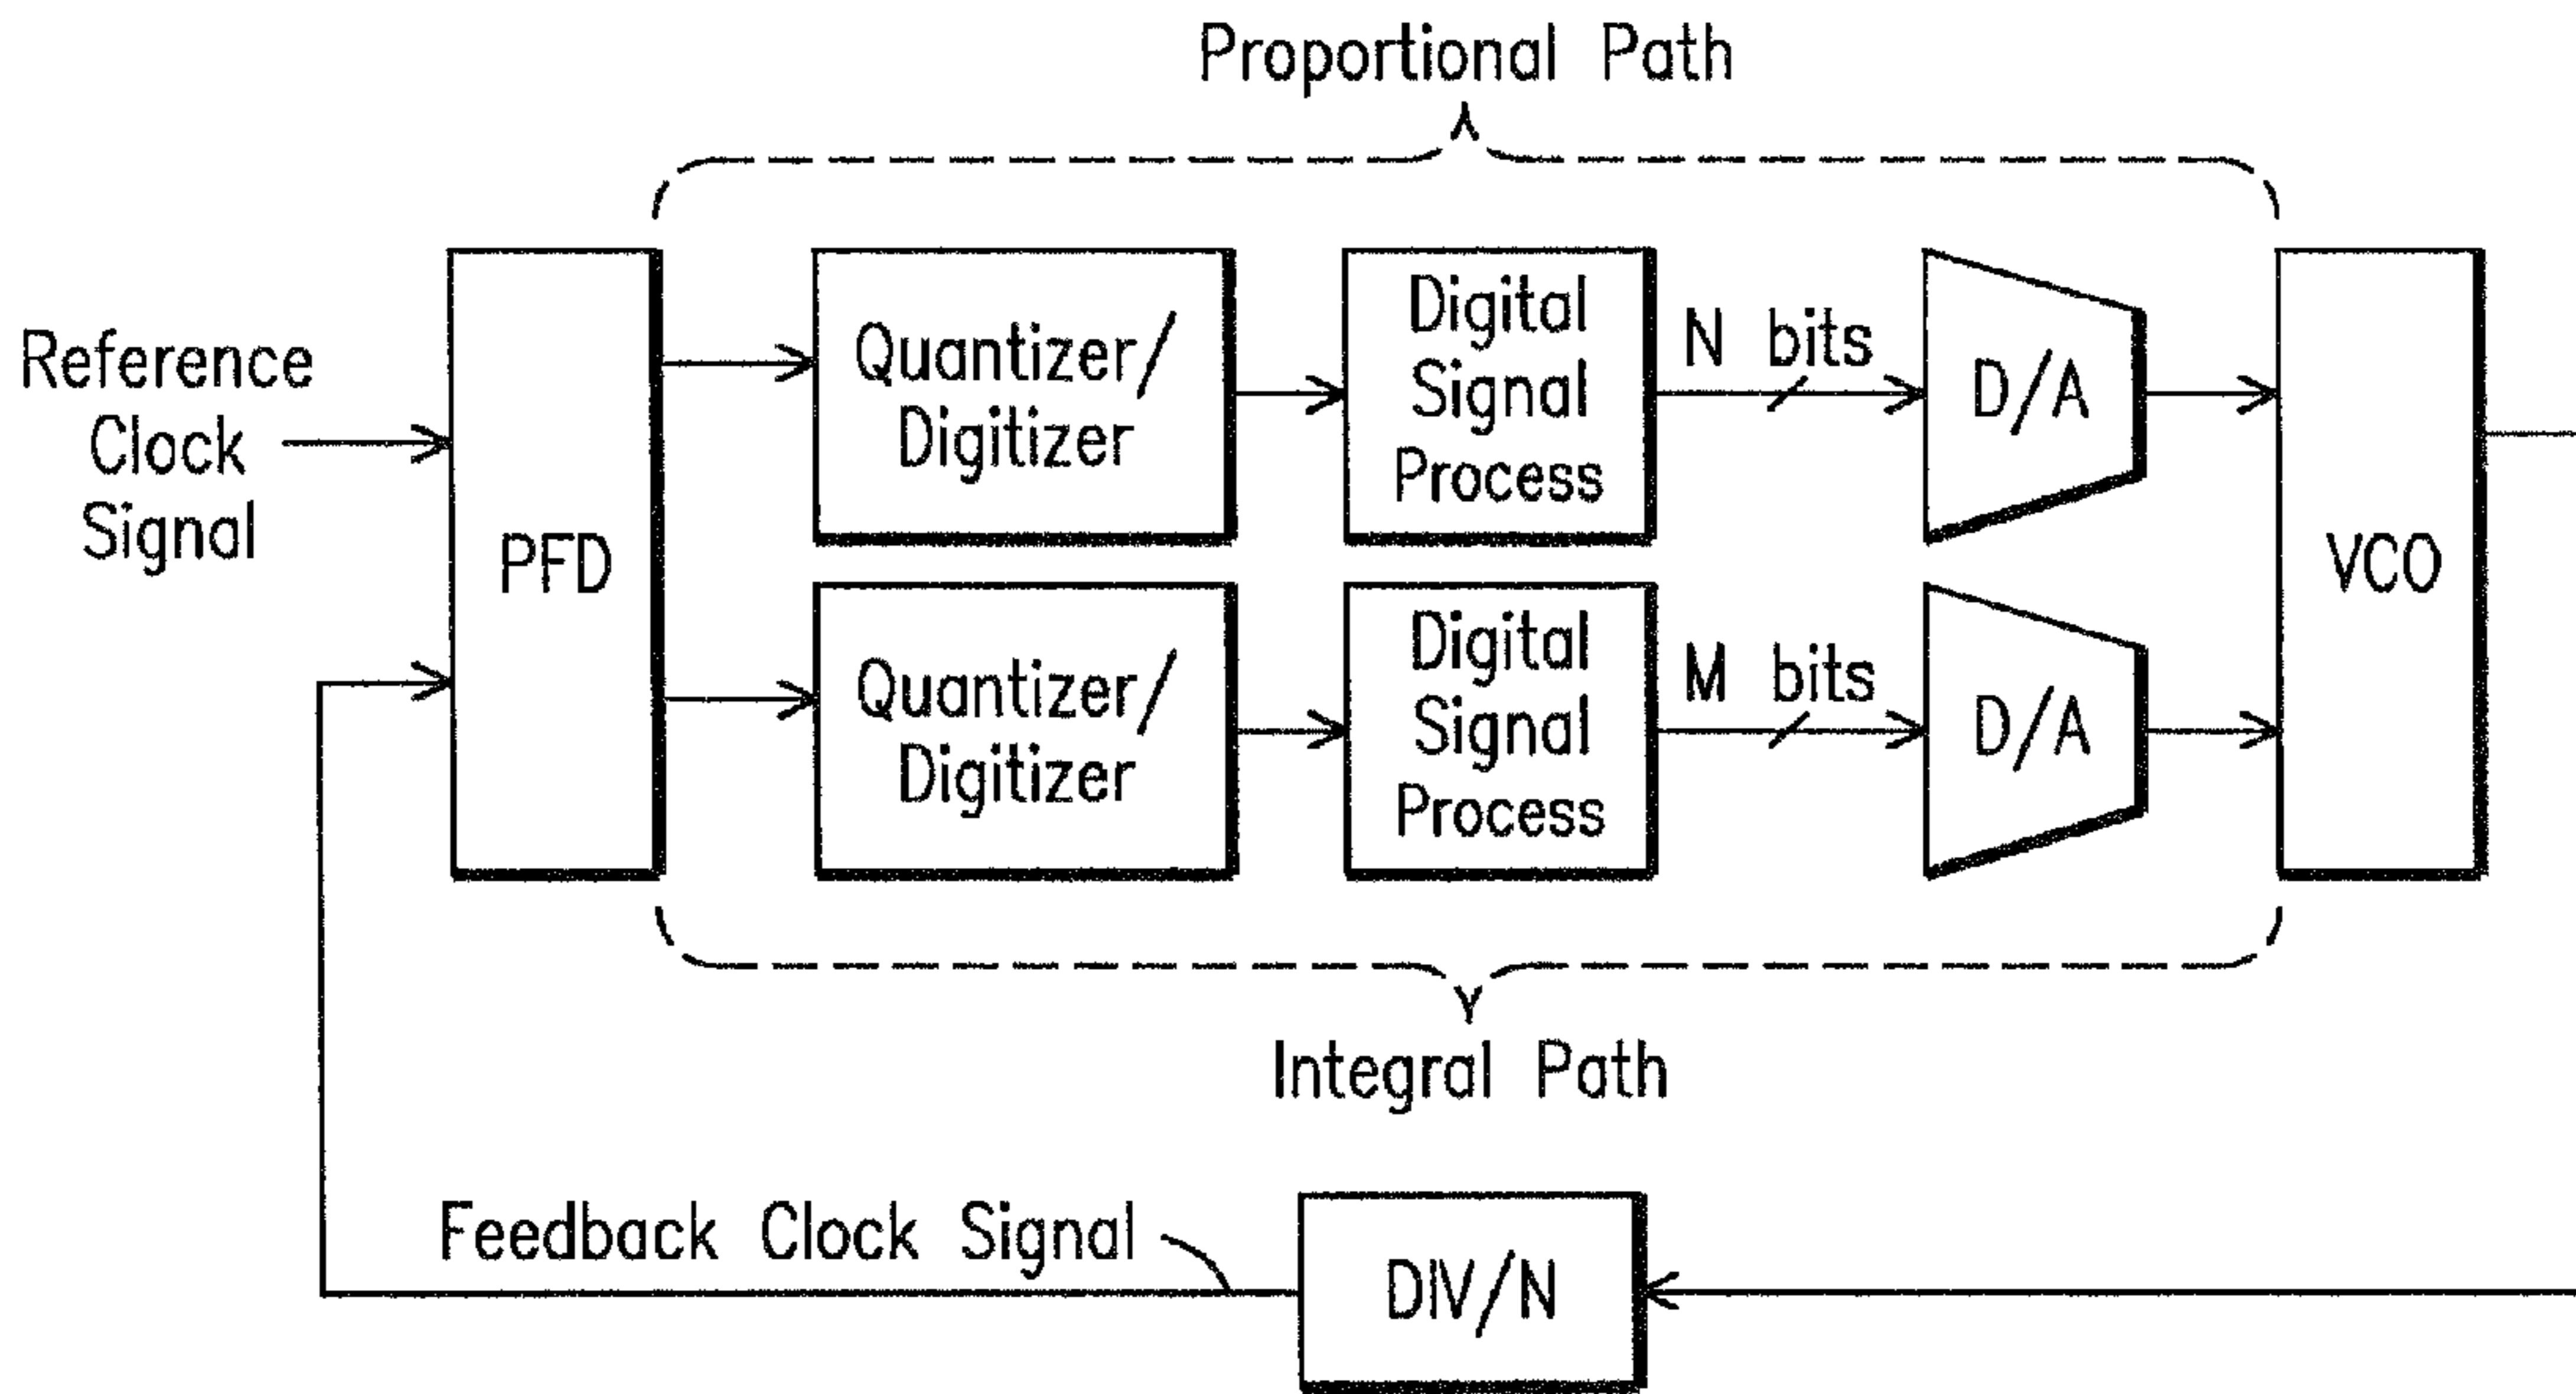 Proportional Path
Reference
Clock
Signal
PFD
Quantizer/
Digitizer
Digital
Signal
Process
N bits
D/A
VCO
Quantizer/
Digitizer
Digital
Signal
Process
M bits
D/A
Integral Path
Feedback Clock Signal
DIV/N